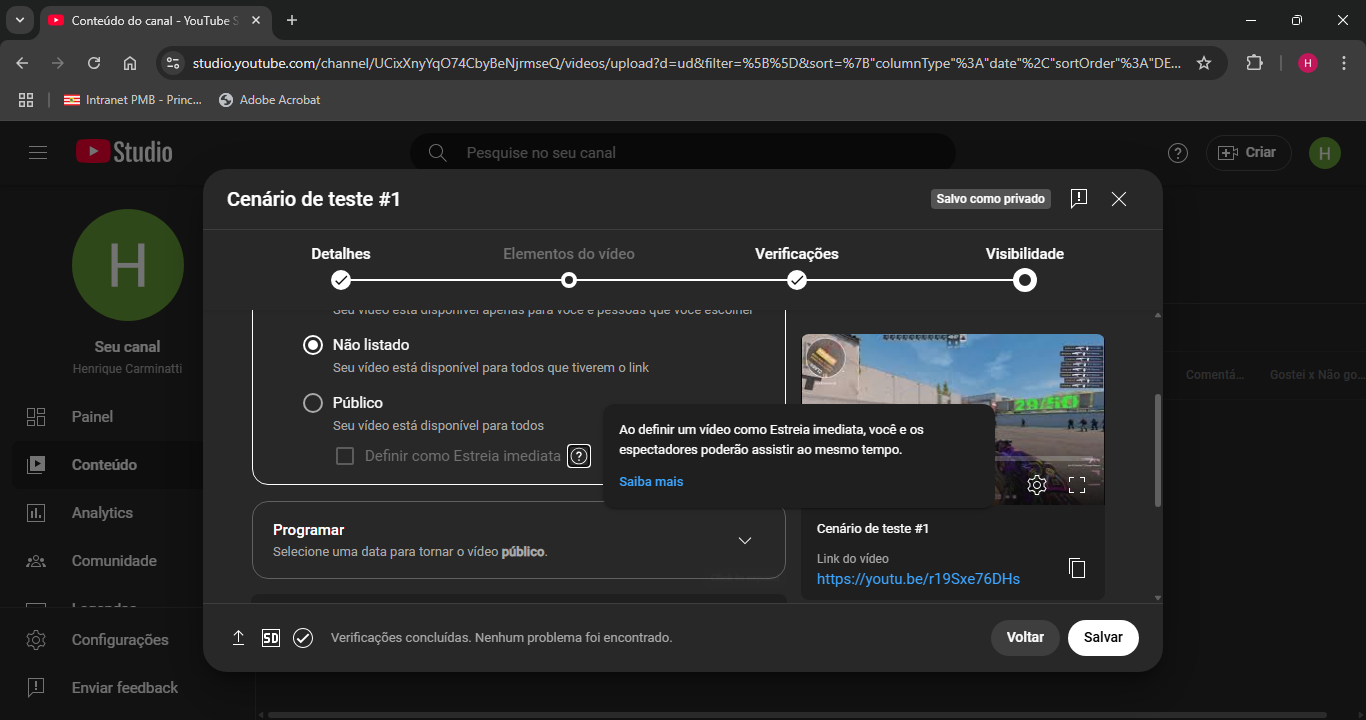 Conteúdo do canal - YouTube S
studio.youtube.com/channel/UCixXnyYqO74CbyBeNjrmseQ/videos/upload?d=ud&filter=%5B%5D&sort=%7B"columnType"%3A"date"%2C"sortOrder"%3A"DE...
H
Intranet PMB - Princ...
Adobe Acrobat
Studio
Pesquise no seu canal
Criar
H
H
Seu canal
Henrique Carminatti
Painel
Conteúdo
Analytics
Comunidade
Legendas
Configurações
Enviar feedback
Comentá...
Gostei x Não go...
Cenário de teste #1
Salvo como privado
Detalhes
Elementos do vídeo
Verificações
Visibilidade
Seu vídeo está disponível apenas para você e pessoas que você escolher
Não listado
Seu vídeo está disponível para todos que tiverem o link
Público
Seu vídeo está disponível para todos
Definir como Estreia imediata
Ao definir um vídeo como Estreia imediata, você e os
espectadores poderão assistir ao mesmo tempo.
Saiba mais
Programar
Selecione uma data para tornar o vídeo público.
29/50
Cenário de teste #1
Link do vídeo
https://youtu.be/r19Sxe76DHs
SD
Verificações concluídas. Nenhum problema foi encontrado.
Voltar
Salvar